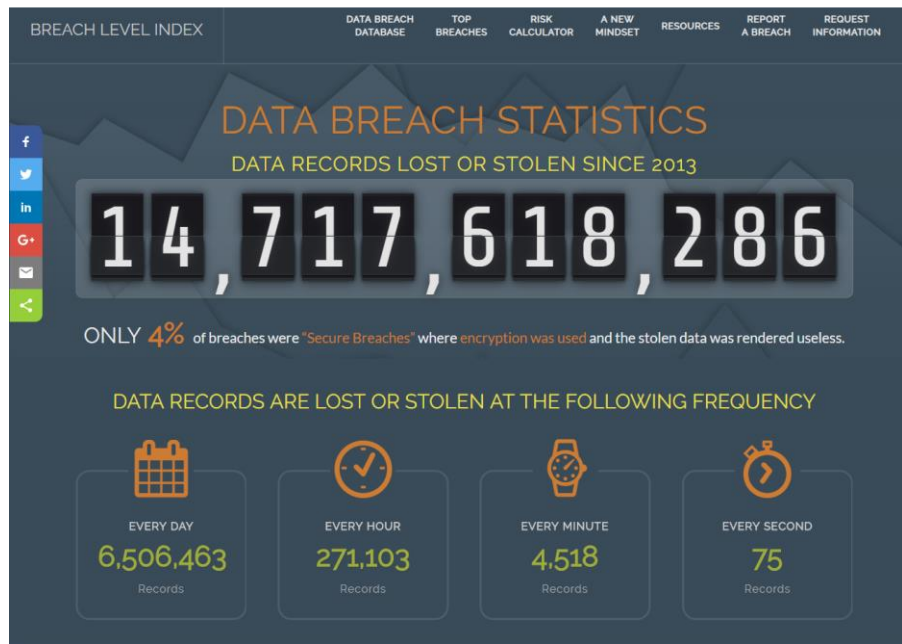 BREACH LEVEL INDEX
DATA BREACH DATABASE
TOP BREACHES
RISK CALCULATOR
A NEW MINDSET
RESOURCES
REPORT A BREACH
REQUEST INFORMATION
DATA BREACH STATISTICS
DATA RECORDS LOST OR STOLEN SINCE 2013
14,717,618,286
ONLY 4% of breaches were "Secure Breaches" where encryption was used and the stolen data was rendered useless.
DATA RECORDS ARE LOST OR STOLEN AT THE FOLLOWING FREQUENCY
EVERY DAY
6,506,463
Records
EVERY HOUR
271,103
Records
EVERY MINUTE
4,518
Records
EVERY SECOND
75
Records
f
in
G+